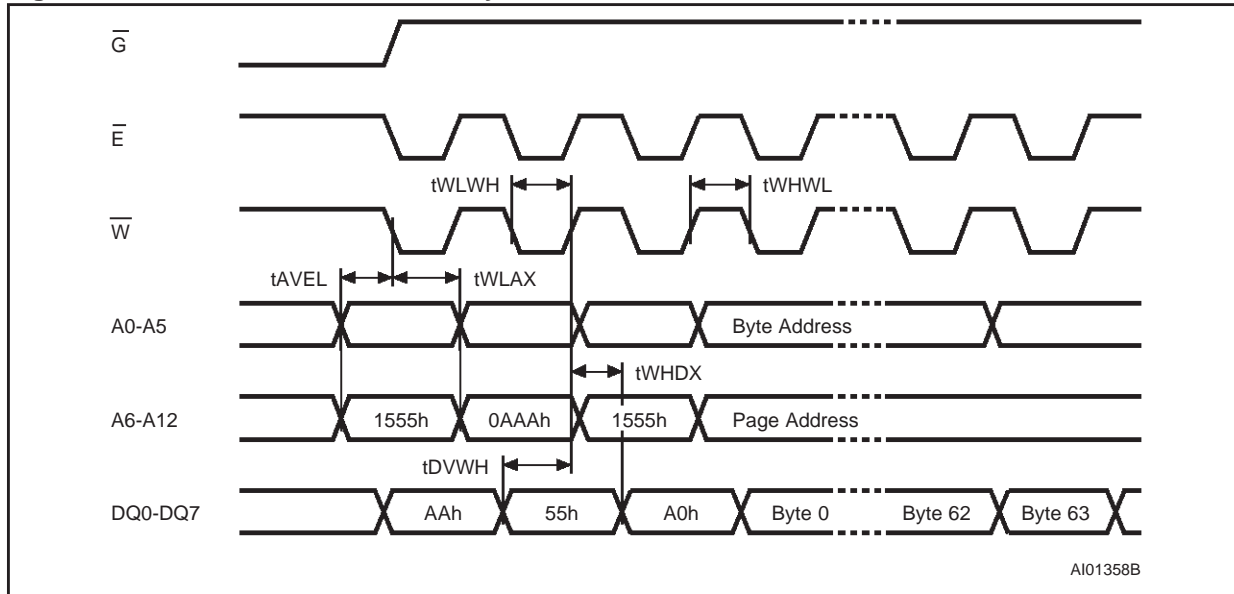 G̅
E̅
tWLWH tWHWL
W̅
tAVEL tWLAX
A0-A5 Byte Address
tWHDX
A6-A12 1555h 0AAAh 1555h Page Address
tDVWH
DQ0-DQ7 AAh 55h A0h Byte 0 Byte 62 Byte 63
AI01358B